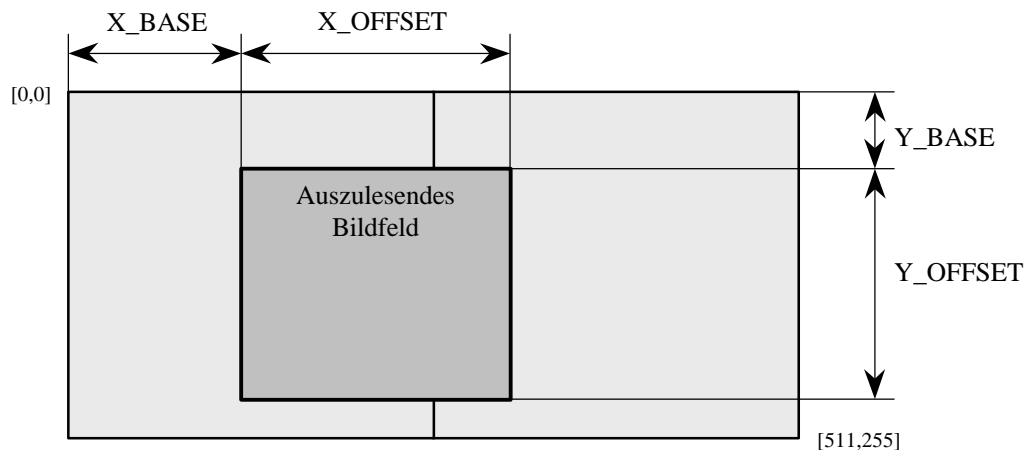 X_BASE
X_OFFSET
[0,0]
Y_BASE
Auszulesendes
Bildfeld
Y_OFFSET
[511,255]